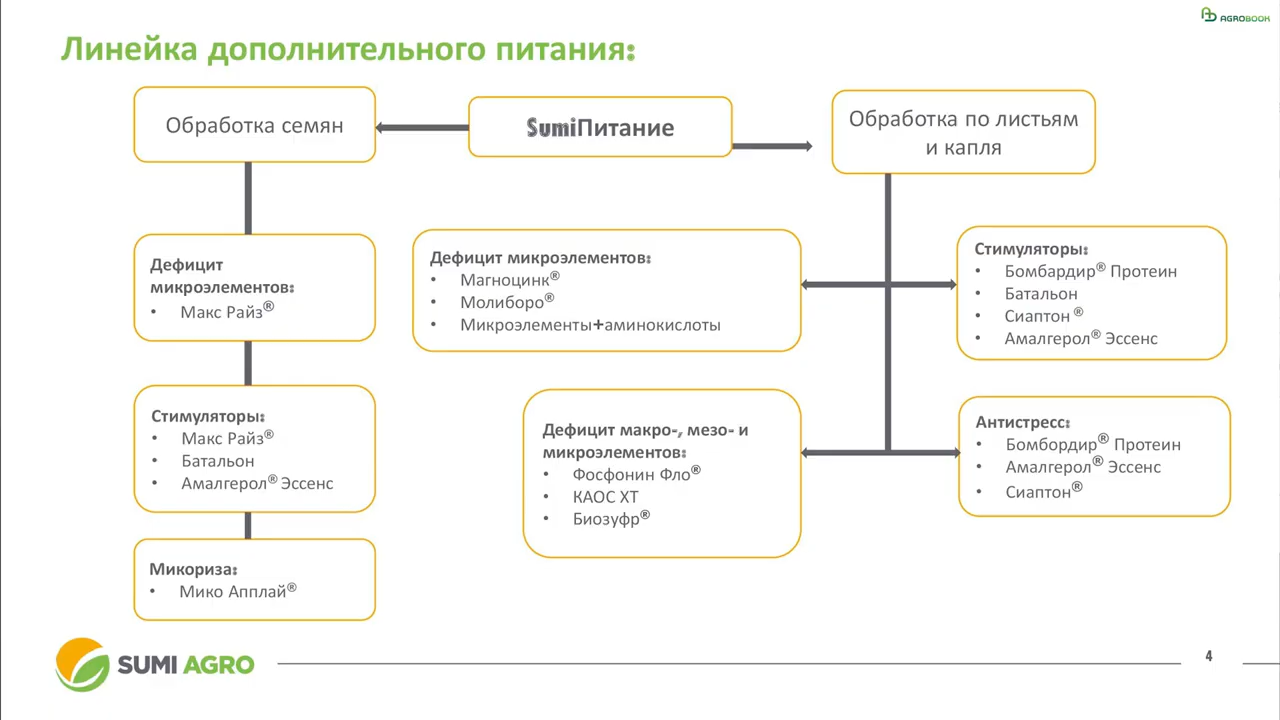 AGROBOOK
Линейка дополнительного питания:
Обработка семян
SumiПитание
Обработка по листьям
и капля
Дефицит
микроэлементов:
• Макс Райз®
Стимуляторы:
• Макс Райз®
• Батальон
• Амалгерол® Эссенс
Микориза:
• Мико Апплай®
Дефицит микроэлементов:
• Магноцинк®
• Молиборо®
• Микроэлементы+аминокислоты
Дефицит макро-, мезо- и
микроэлементов:
• Фосфонин Фло®
• КАОС ХТ
• Биозуфр®
Стимуляторы:
• Бомбардир® Протеин
• Батальон
• Сиаптон ®
• Амалгерол® Эссенс
Антистресс:
• Бомбордир® Протеин
• Амалгерол® Эссенс
• Сиаптон®
SUMI AGRO
4